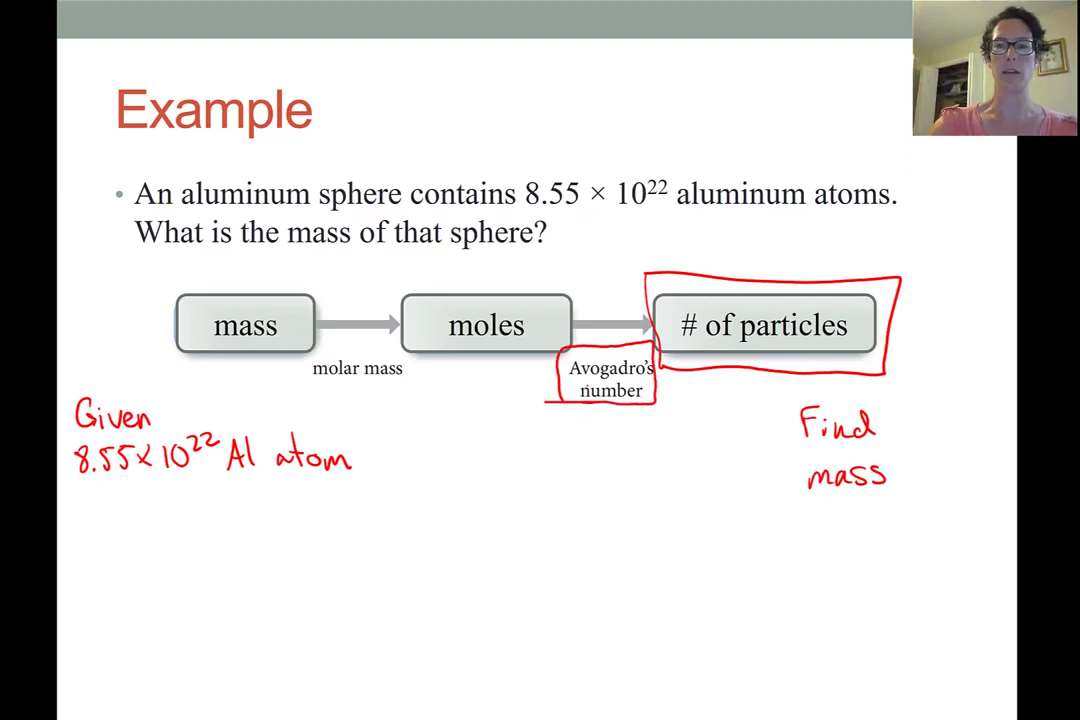 Example
• An aluminum sphere contains 8.55 × 10²² aluminum atoms.
What is the mass of that sphere?
mass
moles
# of particles
molar mass
Avogadro's
number
Given
8.55×10²² Al atom
Find
mass